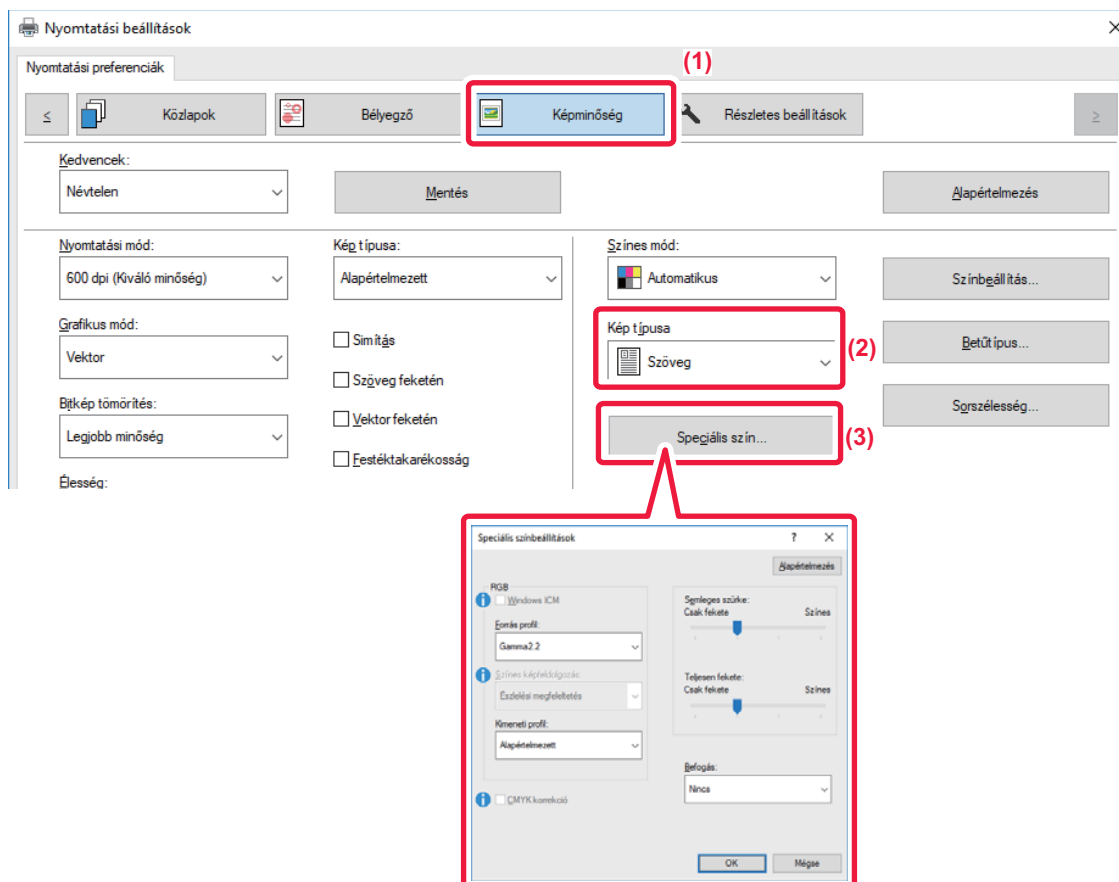 Nyomtatási beállítások
Nyomtatási preferenciák
(1)
<
Közlapok
Bélyegző
Képminőség
Részletes beállítások
>
Kedvencek:
Névtelen
Mentés
Alapértelmezés
Nyomtatási mód:
600 dpi (Kiváló minőség)
Kép típusa:
Alapértelmezett
Színes mód:
Automatikus
Színbeállítás...
Grafikus mód:
Vektor
Simítás
Kép típusa
Szöveg
(2)
Betűtípus...
Szöveg feketén
Bitkép tömörítés:
Legjobb minőség
Vektor feketén
Speciális szín...
(3)
Sorszélesség...
Festéktakarékosság
Élesség:
Speciális színbeállítások
?
Alapértelmezés
RGB
Windows ICM
Forrás profil:
Gamma2.2
Színes képfeldolgozás:
Észlelési megfeleltetés
Kimeneti profil:
Alapértelmezett
CMYK korrekció
Semleges szürke:
Csak fekete Színes
Teljesen fekete:
Csak fekete Színes
Befogás:
Nincs
OK
Mégse